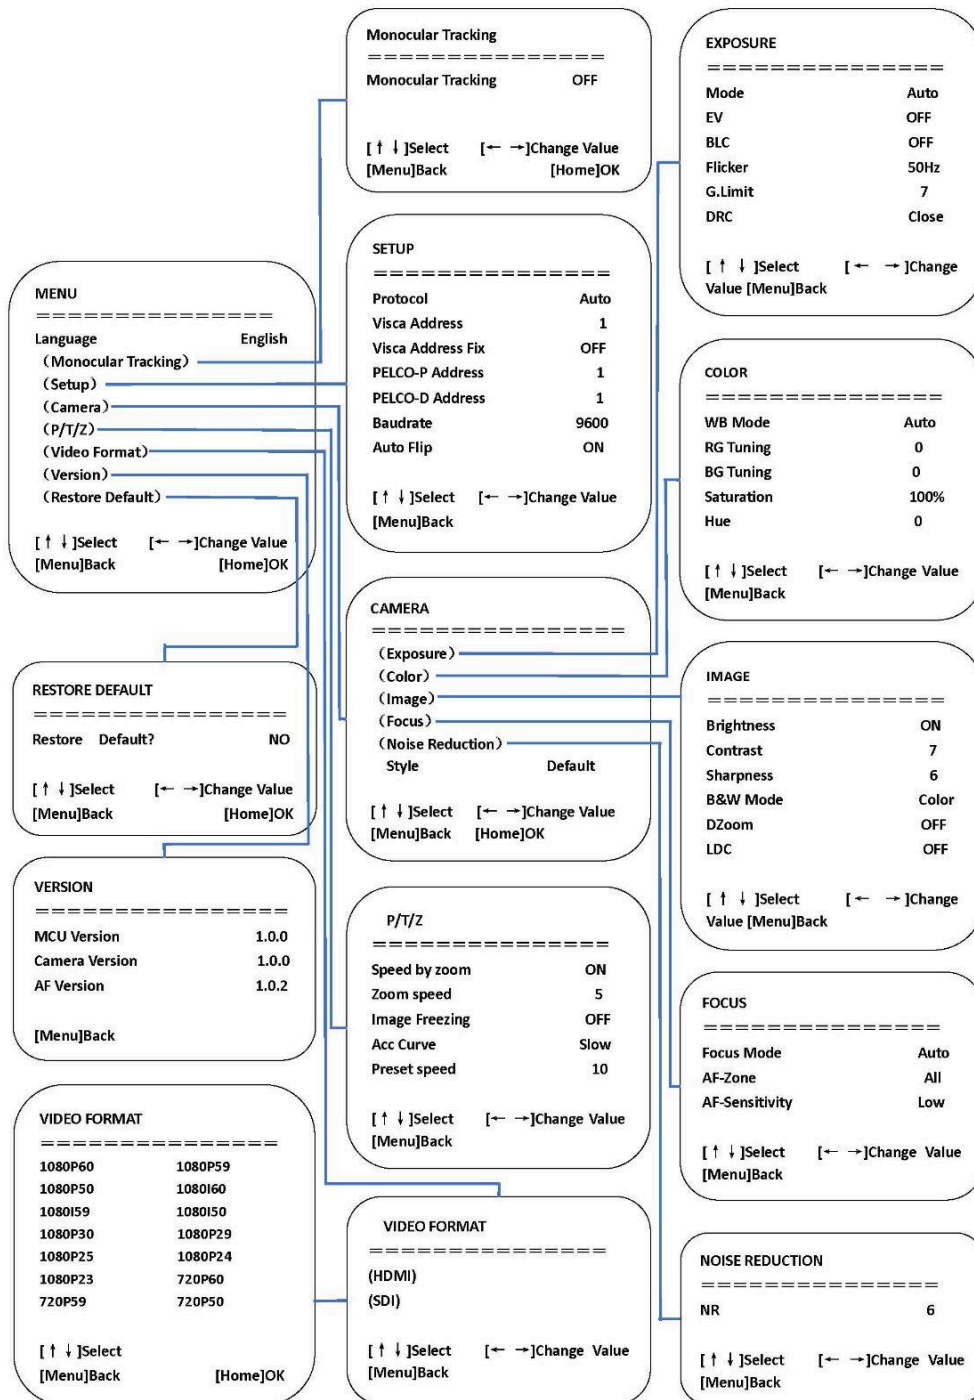 MENU
===============
Language English
(Monocular Tracking)
(Setup)
(Camera)
(P/T/Z)
(Video Format)
(Version)
(Restore Default)
[↑ ↓]Select [← →]Change Value
[Menu]Back [Home]OK
RESTORE DEFAULT
================
Restore Default? NO
[↑ ↓]Select [← →]Change Value
[Menu]Back [Home]OK
VERSION
================
MCU Version 1.0.0
Camera Version 1.0.0
AF Version 1.0.2
[Menu]Back
VIDEO FORMAT
===============
1080P60 1080P59
1080P50 1080I60
1080I59 1080I50
1080P30 1080P29
1080P25 1080P24
1080P23 720P60
720P59 720P50
[↑ ↓]Select
[Menu]Back [Home]OK
Monocular Tracking
===============
Monocular Tracking OFF
[↑ ↓]Select [← →]Change Value
[Menu]Back [Home]OK
SETUP
===============
Protocol Auto
Visca Address 1
Visca Address Fix OFF
PELCO-P Address 1
PELCO-D Address 1
Baudrate 9600
Auto Flip ON
[↑ ↓]Select [← →]Change Value
[Menu]Back
CAMERA
================
(Exposure)
(Color)
(Image)
(Focus)
(Noise Reduction)
Style Default
[↑ ↓]Select [← →]Change Value
[Menu]Back [Home]OK
P/T/Z
===============
Speed by zoom ON
Zoom speed 5
Image Freezing OFF
Acc Curve Slow
Preset speed 10
[↑ ↓]Select [← →]Change Value
[Menu]Back
VIDEO FORMAT
===============
(HDMI)
(SDI)
[↑ ↓]Select [← →]Change Value
[Menu]Back
EXPOSURE
===============
Mode Auto
EV OFF
BLC OFF
Flicker 50Hz
G.Limit 7
DRC Close
[↑ ↓]Select [← →]Change
Value [Menu]Back
COLOR
===============
WB Mode Auto
RG Tuning 0
BG Tuning 0
Saturation 100%
Hue 0
[↑ ↓]Select [← →]Change Value
[Menu]Back
IMAGE
===============
Brightness ON
Contrast 7
Sharpness 6
B&W Mode Color
DZoom OFF
LDC OFF
[↑ ↓]Select [← →]Change
Value [Menu]Back
FOCUS
===============
Focus Mode Auto
AF-Zone All
AF-Sensitivity Low
[↑ ↓]Select [← →]Change Value
[Menu]Back
NOISE REDUCTION
===============
NR 6
[↑ ↓]Select [← →]Change Value
[Menu]Back